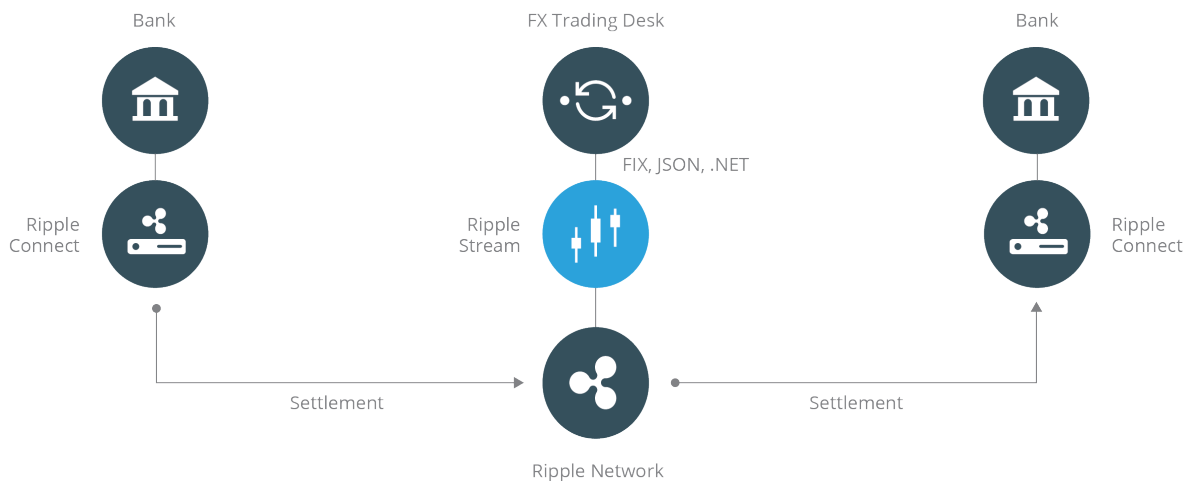 Bank
FX Trading Desk
Bank
FIX, JSON, .NET
Ripple
Connect
Ripple
Stream
Ripple
Connect
Settlement
Settlement
Ripple Network